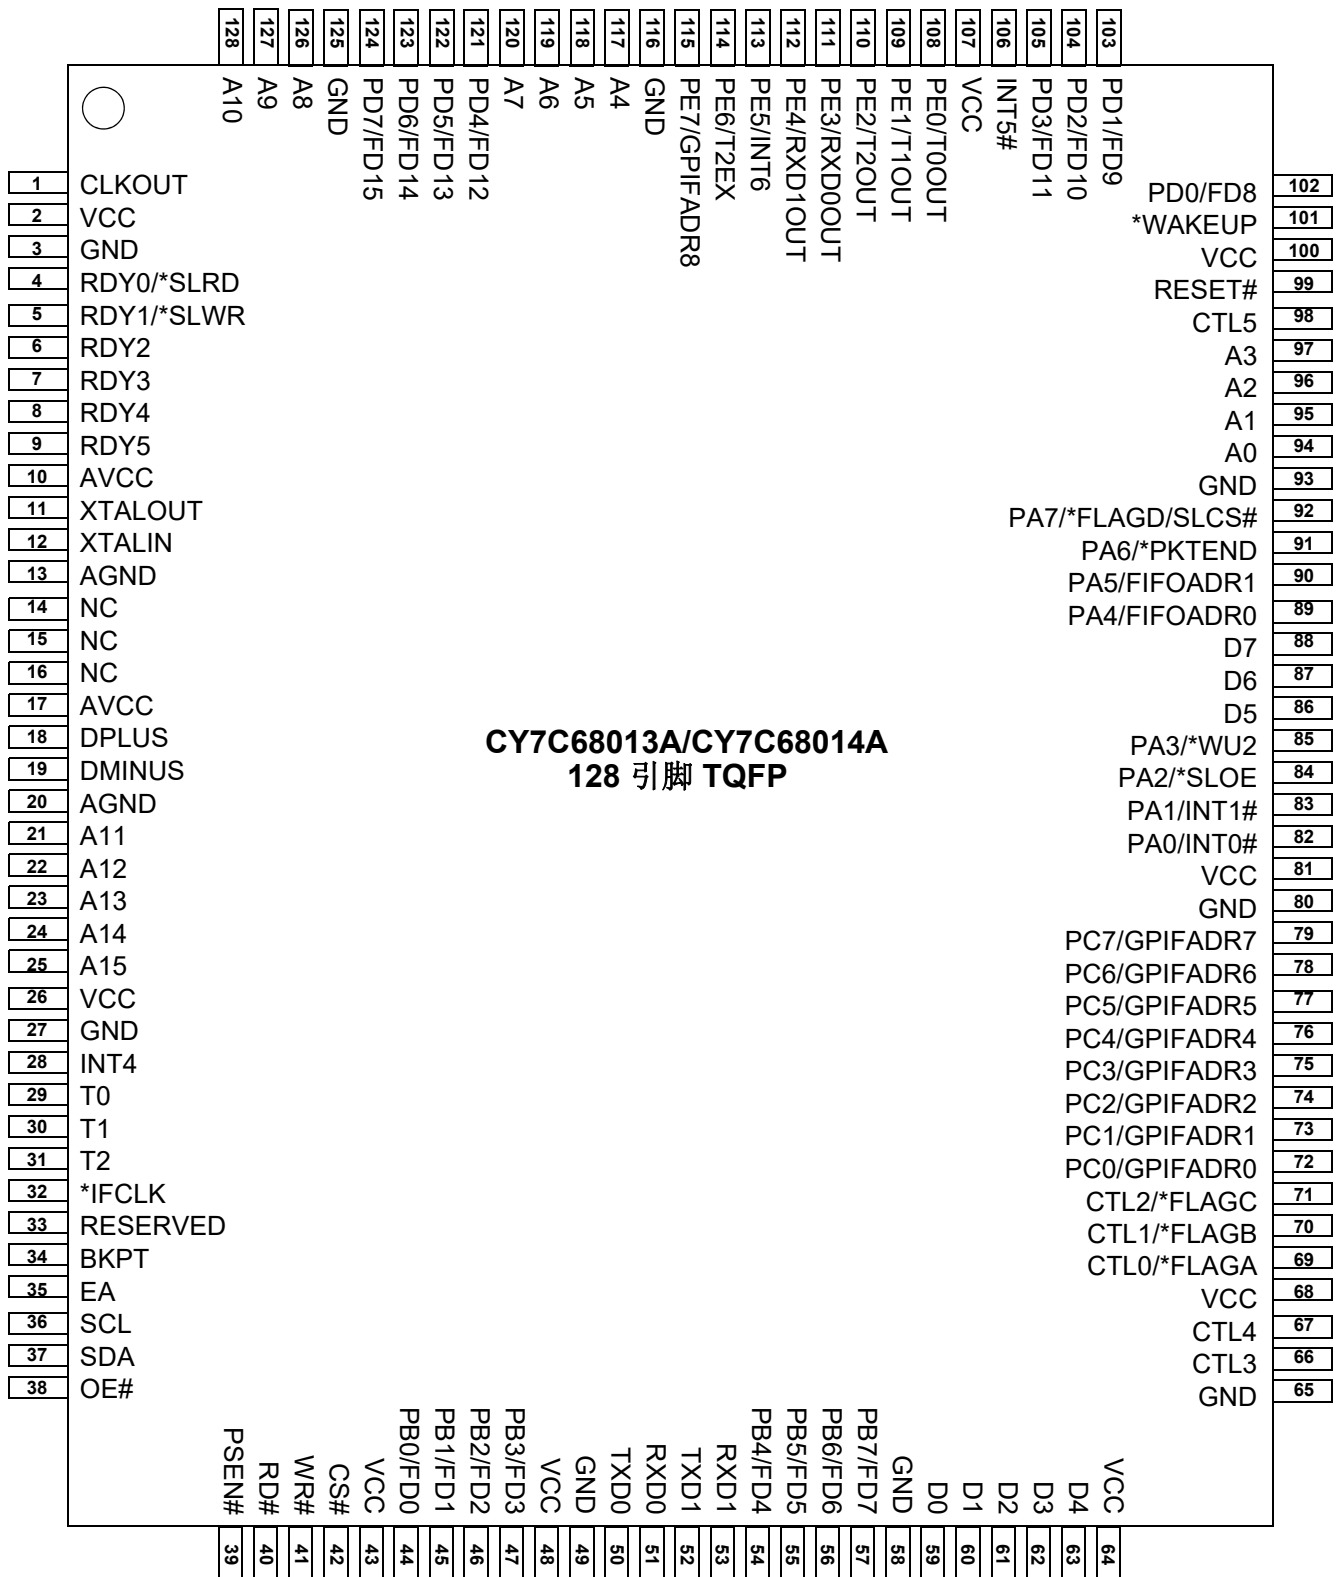 128 127 126 125 124 123 122 121 120 119 118 117 116 115 114 113 112 111 110 109 108 107 106 105 104 103
A10
A9
A8
GND
PD7/FD15
PD6/FD14
PD5/FD13
PD4/FD12
A7
A6
A5
A4
GND
PE7/GPIFADR8
PE6/T2EX
PE5/INT6
PE4/RXD1OUT
PE3/RXD0OUT
PE2/T2OUT
PE1/T1OUT
PE0/T0OUT
VCC
INT5#
PD3/FD11
PD2/FD10
PD1/FD9
1 CLKOUT
2 VCC
3 GND
4 RDY0/*SLRD
5 RDY1/*SLWR
6 RDY2
7 RDY3
8 RDY4
9 RDY5
10 AVCC
11 XTALOUT
12 XTALIN
13 AGND
14 NC
15 NC
16 NC
17 AVCC
18 DPLUS
19 DMINUS
20 AGND
21 A11
22 A12
23 A13
24 A14
25 A15
26 VCC
27 GND
28 INT4
29 T0
30 T1
31 T2
32 *IFCLK
33 RESERVED
34 BKPT
35 EA
36 SCL
37 SDA
38 OE#
CY7C68013A/CY7C68014A
128 引脚 TQFP
PD0/FD8 102
*WAKEUP 101
VCC 100
RESET# 99
CTL5 98
A3 97
A2 96
A1 95
A0 94
GND 93
PA7/*FLAGD/SLCS# 92
PA6/*PKTEND 91
PA5/FIFOADR1 90
PA4/FIFOADR0 89
D7 88
D6 87
D5 86
PA3/*WU2 85
PA2/*SLOE 84
PA1/INT1# 83
PA0/INT0# 82
VCC 81
GND 80
PC7/GPIFADR7 79
PC6/GPIFADR6 78
PC5/GPIFADR5 77
PC4/GPIFADR4 76
PC3/GPIFADR3 75
PC2/GPIFADR2 74
PC1/GPIFADR1 73
PC0/GPIFADR0 72
CTL2/*FLAGC 71
CTL1/*FLAGB 70
CTL0/*FLAGA 69
VCC 68
CTL4 67
CTL3 66
GND 65
PSEN#
RD#
WR#
CS#
VCC
PB0/FD0
PB1/FD1
PB2/FD2
PB3/FD3
VCC
GND
TXD0
RXD0
TXD1
RXD1
PB4/FD4
PB5/FD5
PB6/FD6
PB7/FD7
GND
D0
D1
D2
D3
D4
VCC
39 40 41 42 43 44 45 46 47 48 49 50 51 52 53 54 55 56 57 58 59 60 61 62 63 64